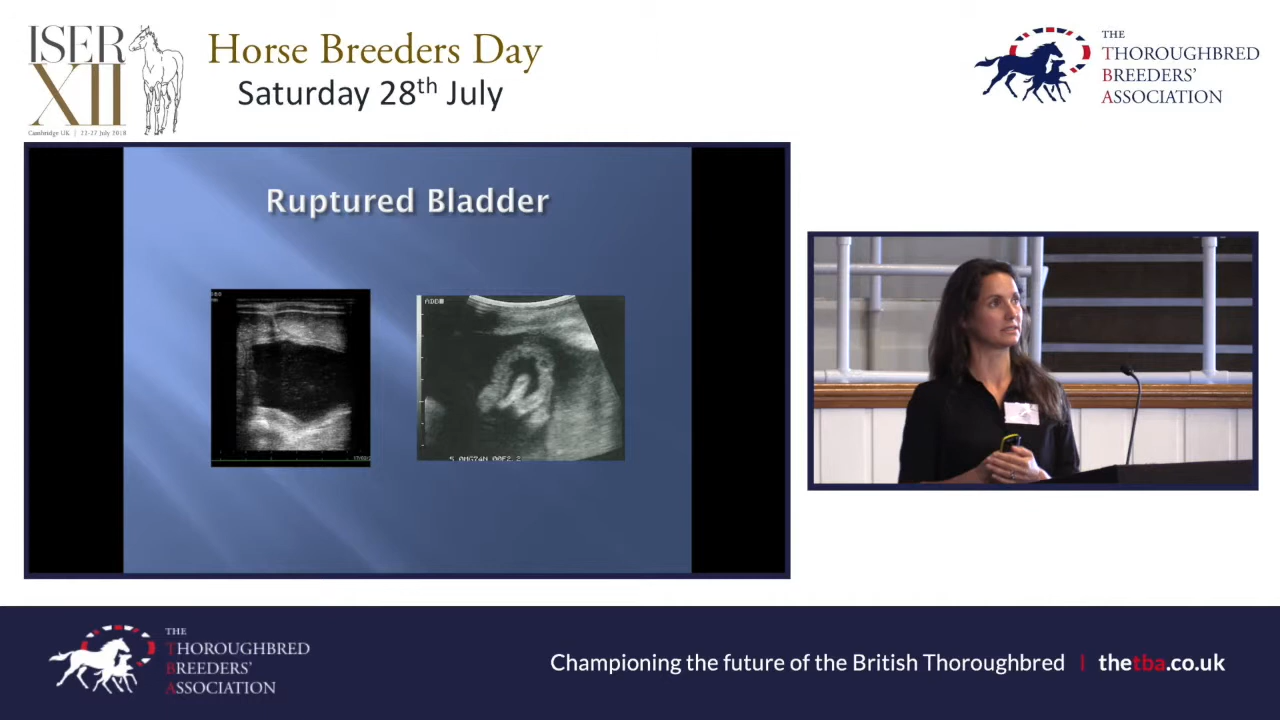 ISER
XII
Cambridge UK | 22-27 July 2018
Horse Breeders Day
Saturday 28th July
THE
THOROUGHBRED
BREEDERS'
ASSOCIATION
Ruptured Bladder
THE
THOROUGHBRED
BREEDERS'
ASSOCIATION
Championing the future of the British Thoroughbred | thetba.co.uk